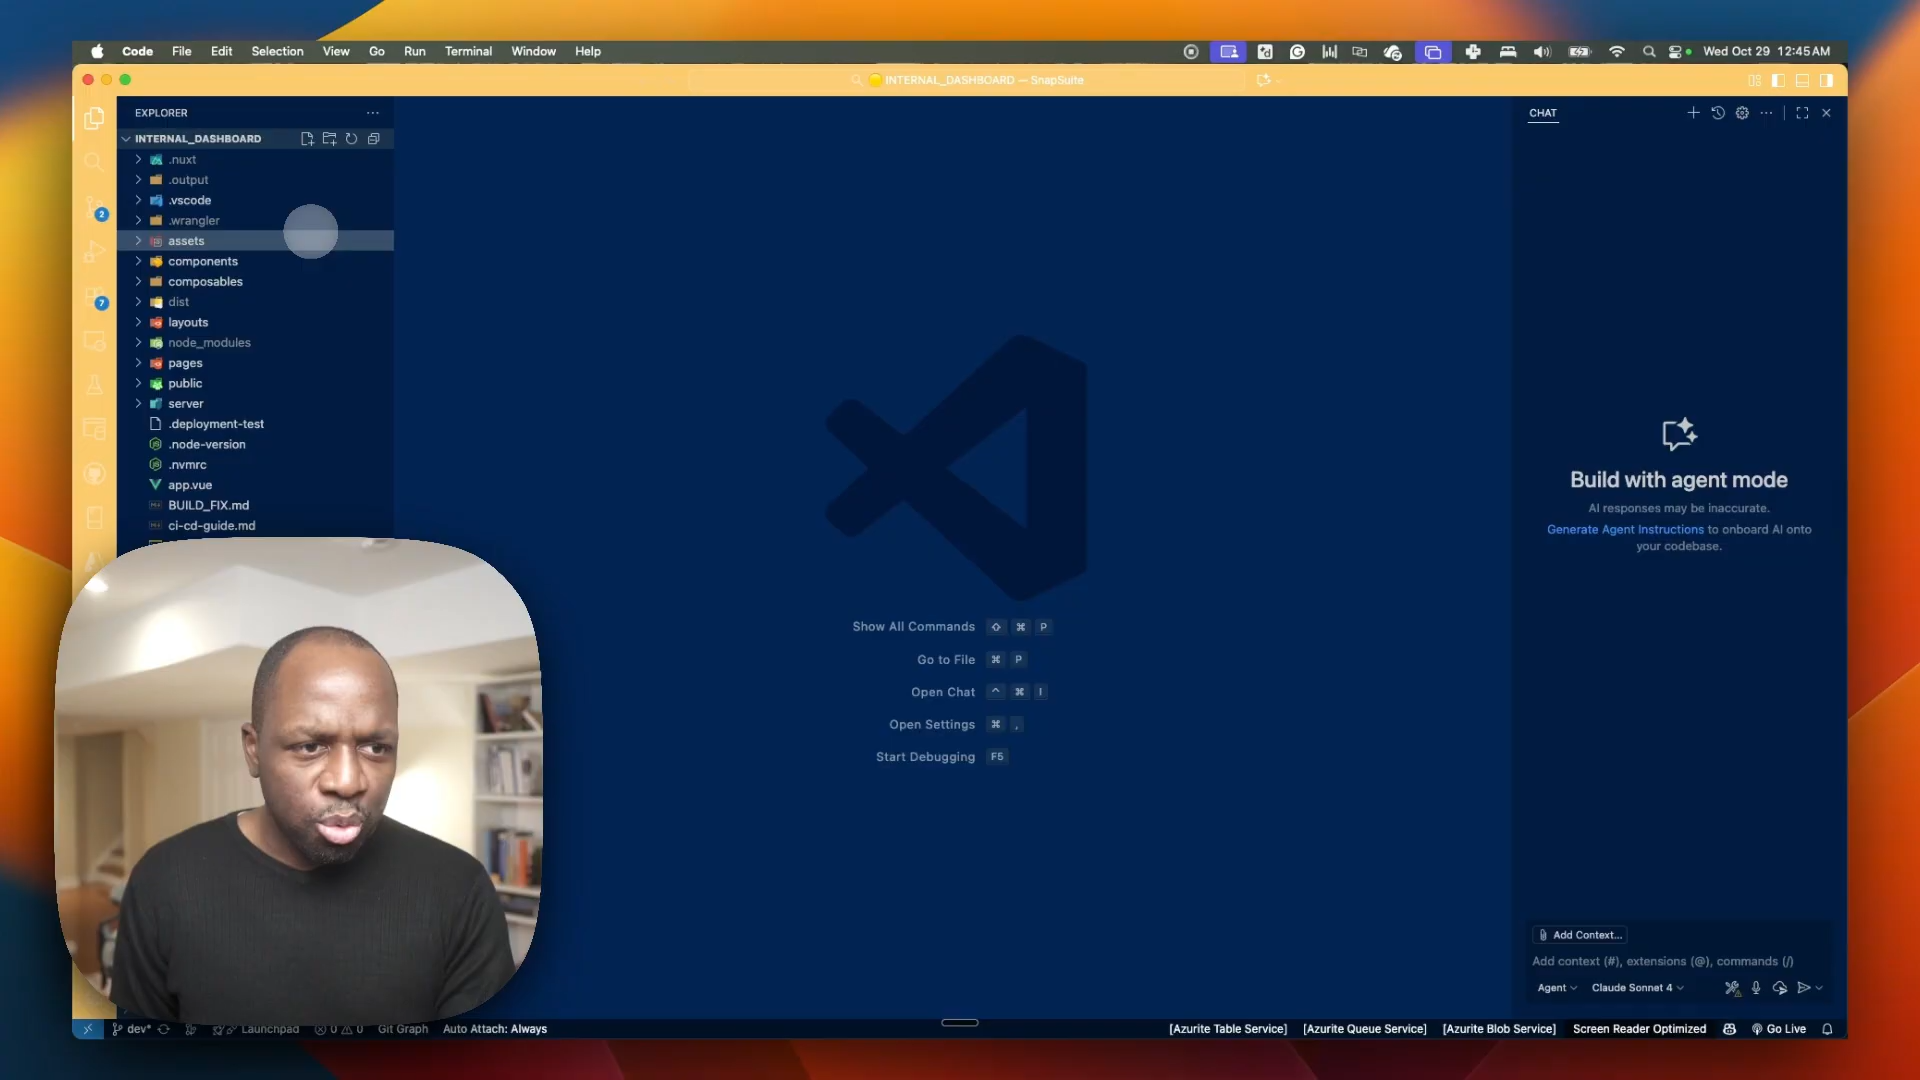 Code File Edit Selection View Go Run Terminal Window Help
Wed Oct 29 12:45 AM
INTERNAL_DASHBOARD — SnapSuite
EXPLORER
INTERNAL_DASHBOARD
.nuxt
.output
.vscode
.wrangler
assets
components
composables
dist
layouts
node_modules
pages
public
server
.deployment-test
.node-version
.nvmrc
app.vue
BUILD_FIX.md
ci-cd-guide.md
2
7
Show All Commands ⇧ ⌘ P
Go to File ⌘ P
Open Chat ^ ⌘ I
Open Settings ⌘ ,
Start Debugging F5
CHAT
Build with agent mode
AI responses may be inaccurate.
Generate Agent Instructions to onboard AI onto
your codebase.
Add Context...
Add context (#), extensions (@), commands (/)
Agent Claude Sonnet 4
dev* Launchpad 0 0 Git Graph Auto Attach: Always
[Azurite Table Service] [Azurite Queue Service] [Azurite Blob Service] Screen Reader Optimized Go Live